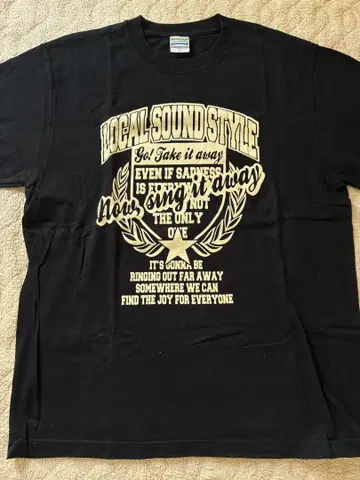 LOCAL SOUND STYLE
Go! Take it away
EVEN IF SADNESS
IS
Now, sing it away
NOT
THE ONLY
ONE
IT'S GONNA BE
RINGING OUT FAR AWAY
SOMEWHERE WE CAN
FIND THE JOY FOR EVERYONE